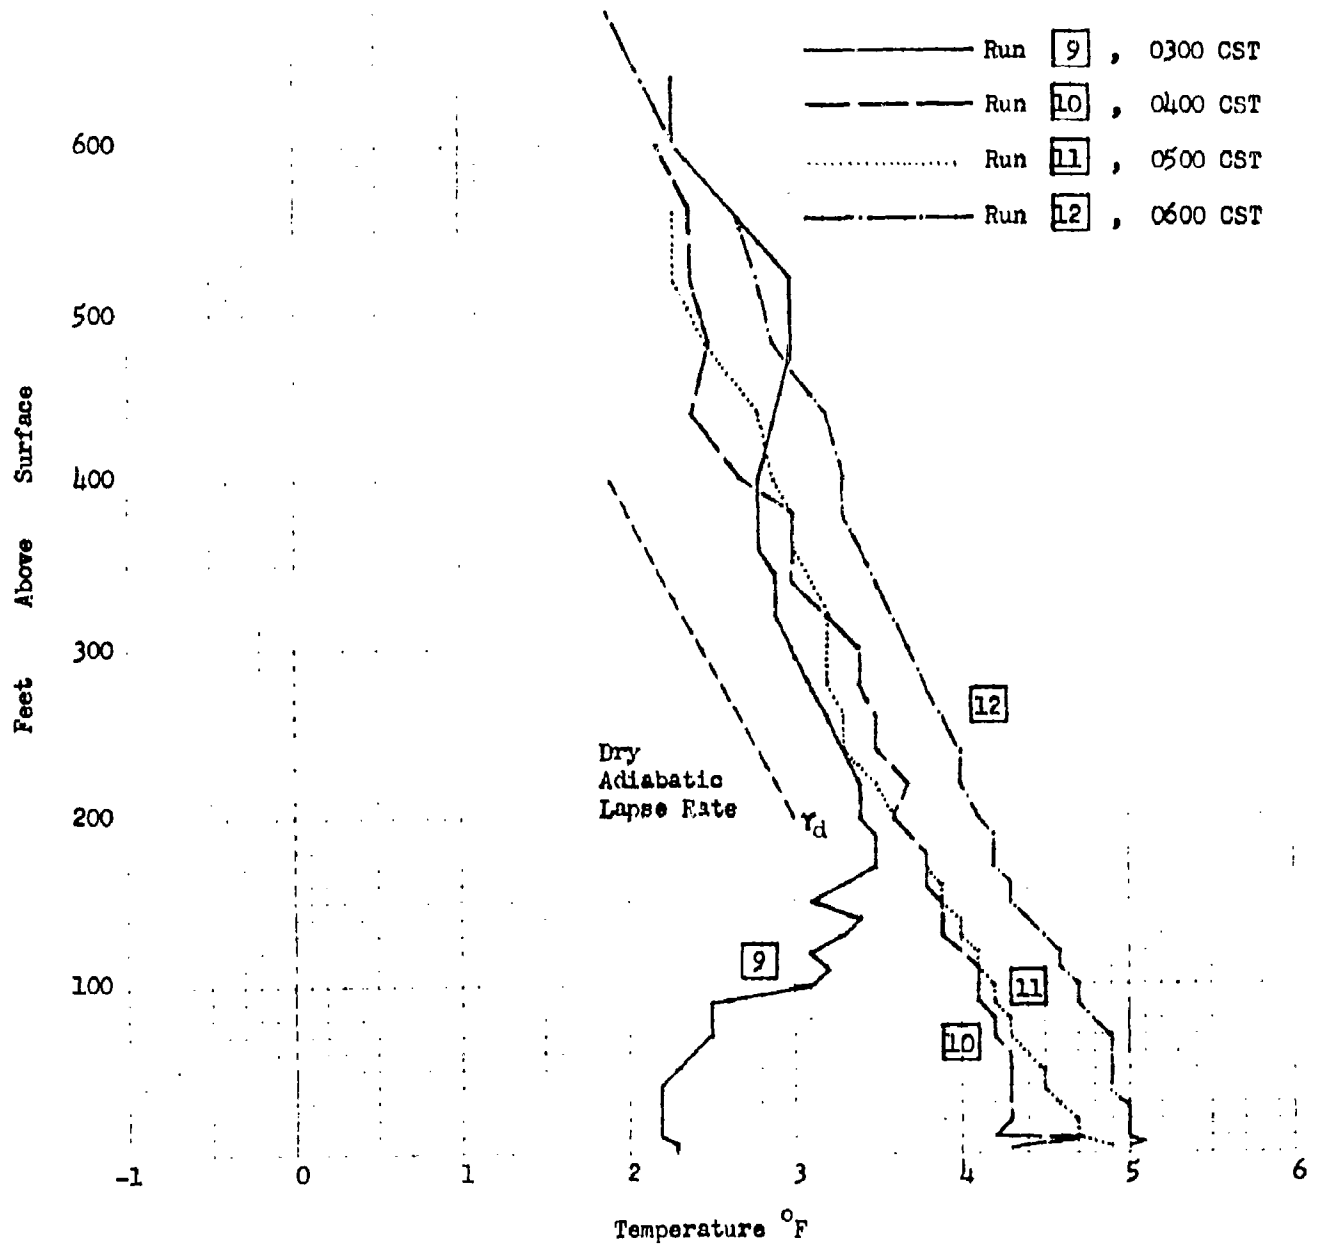 Run 9 , 0300 CST
Run 10 , 0400 CST
Run 11 , 0500 CST
Run 12 , 0600 CST
600
500
400
300
200
100
Feet Above Surface
12
Dry
Adiabatic
Lapse Rate
γd
9
11
10
-1 0 1 2 3 4 5 6
Temperature °F